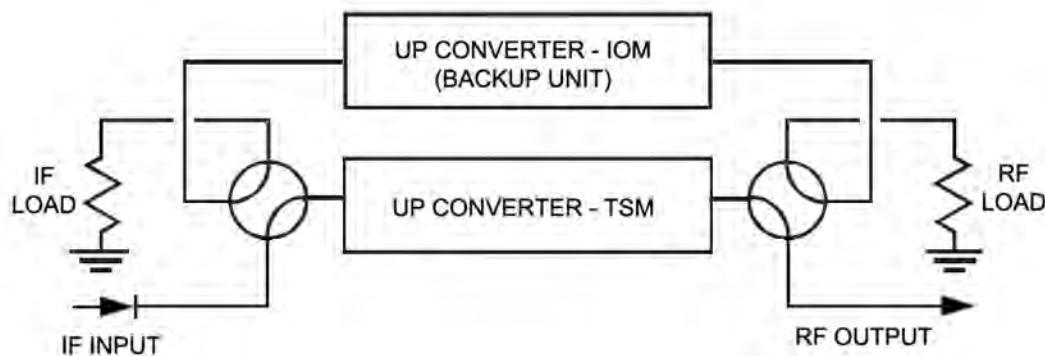 UP CONVERTER - IOM
(BACKUP UNIT)
IF
LOAD
UP CONVERTER - TSM
RF
LOAD
IF INPUT
RF OUTPUT